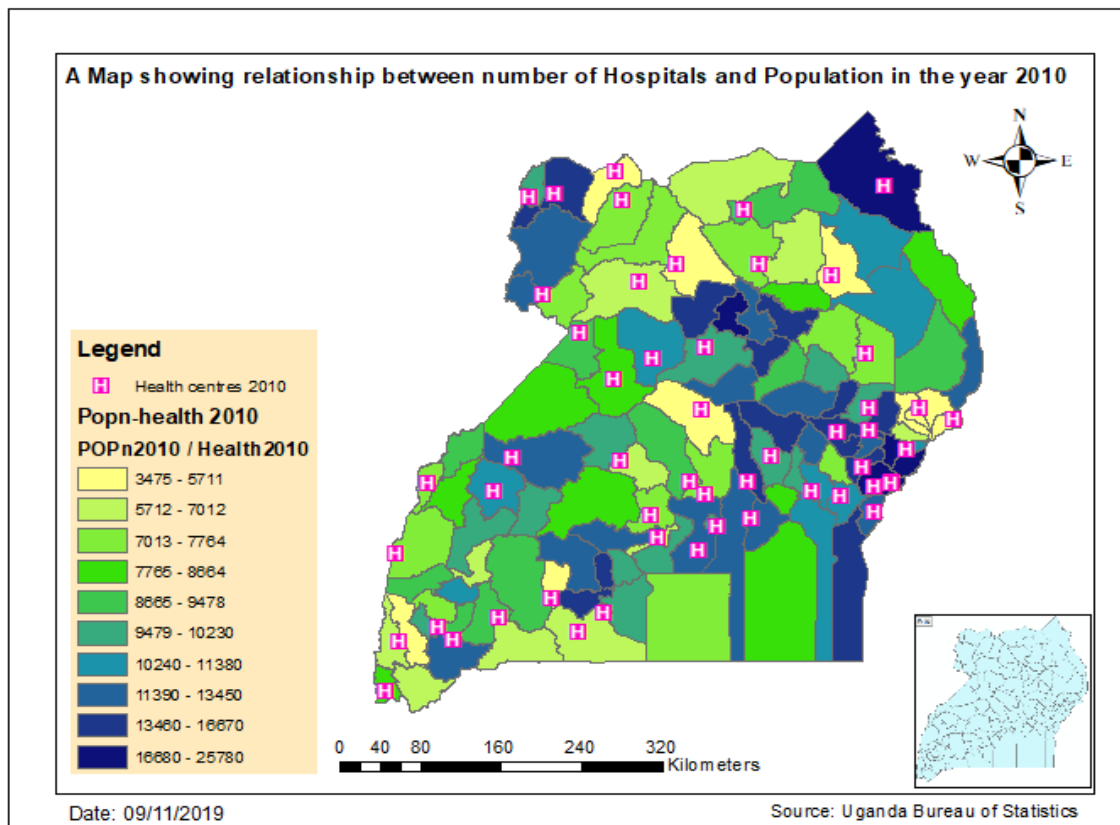 A Map showing relationship between number of Hospitals and Population in the year 2010
N
W E
S
Legend
H Health centres 2010
Popn-health 2010
POPn2010 / Health2010
3475 - 5711
5712 - 7012
7013 - 7764
7765 - 8664
8665 - 9478
9479 - 10230
10240 - 11380
11390 - 13450
13460 - 16670
16680 - 25780
0 40 80 160 240 320
Kilometers
Date: 09/11/2019
Source: Uganda Bureau of Statistics